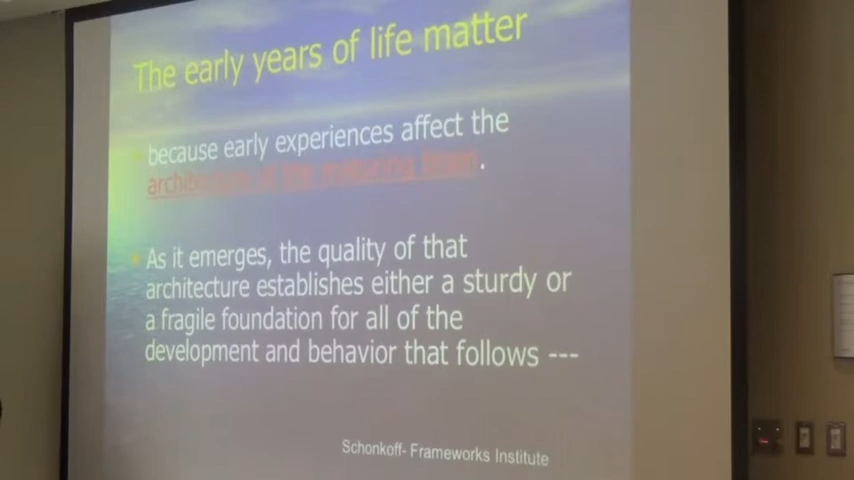 The early years of life matter
because early experiences affect the
architecture of the maturing brain.
As it emerges, the quality of that
architecture establishes either a sturdy or
a fragile foundation for all of the
development and behavior that follows ---
Schonkoff- Frameworks Institute